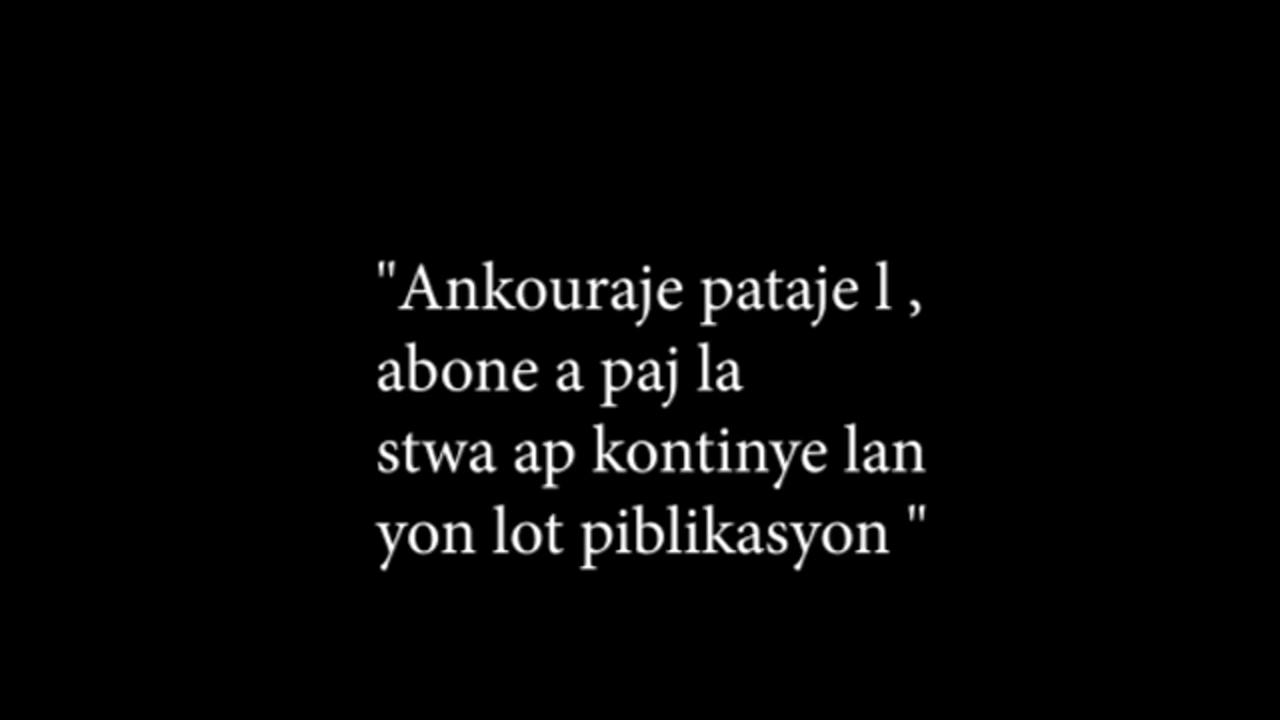 "Ankouraje pataje l ,
abone a paj la
stwa ap kontinye lan
yon lot piblikasyon "